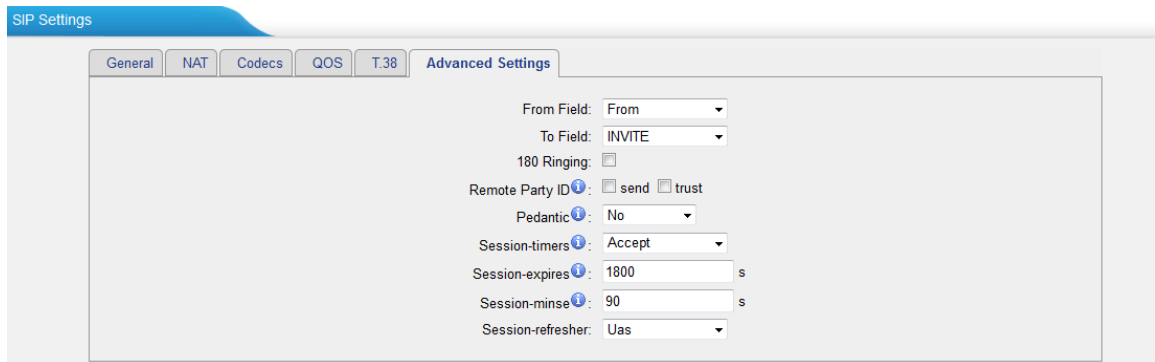 SIP Settings
General NAT Codecs QOS T.38 Advanced Settings
From Field: From
To Field: INVITE
180 Ringing:
Remote Party ID i : send trust
Pedantic i : No
Session-timers i : Accept
Session-expires i : 1800 s
Session-minse i : 90 s
Session-refresher: Uas